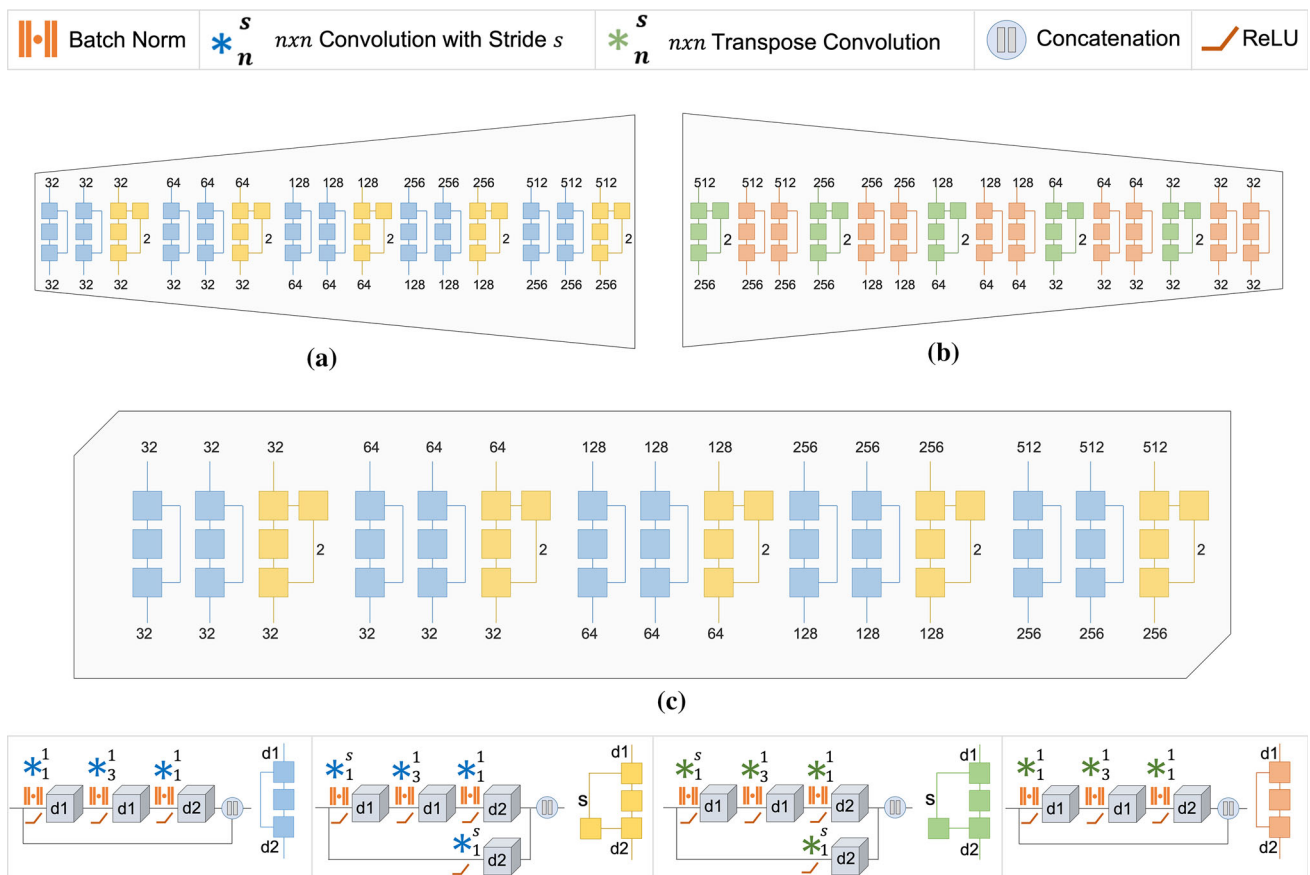 Batch Norm
s
n
nxn Convolution with Stride s
s
n
nxn Transpose Convolution
Concatenation
ReLU
32 32 32 64 64 64 128 128 128 256 256 256 512 512 512
2 2 2 2 2
32 32 32 32 32 32 64 64 64 128 128 128 256 256 256
(a)
512 512 512 256 256 256 128 128 128 64 64 64 32 32 32
2 2 2 2 2
256 256 256 256 128 128 64 64 64 32 32 32 32 32 32
(b)
32 32 32 64 64 64 128 128 128 256 256 256 512 512 512
2 2 2 2 2
32 32 32 32 32 32 64 64 64 128 128 128 256 256 256
(c)
1 1 1
1 3 1
d1 d1 d2
d1
d2
s 1 1
1 3 1
d1 d1 d2
s
1
d2
d1
s
d2
s 1 1
1 3 1
d1 d1 d2
s
1
d2
d1
s
d2
1 1 1
1 3 1
d1 d1 d2
d1
d2